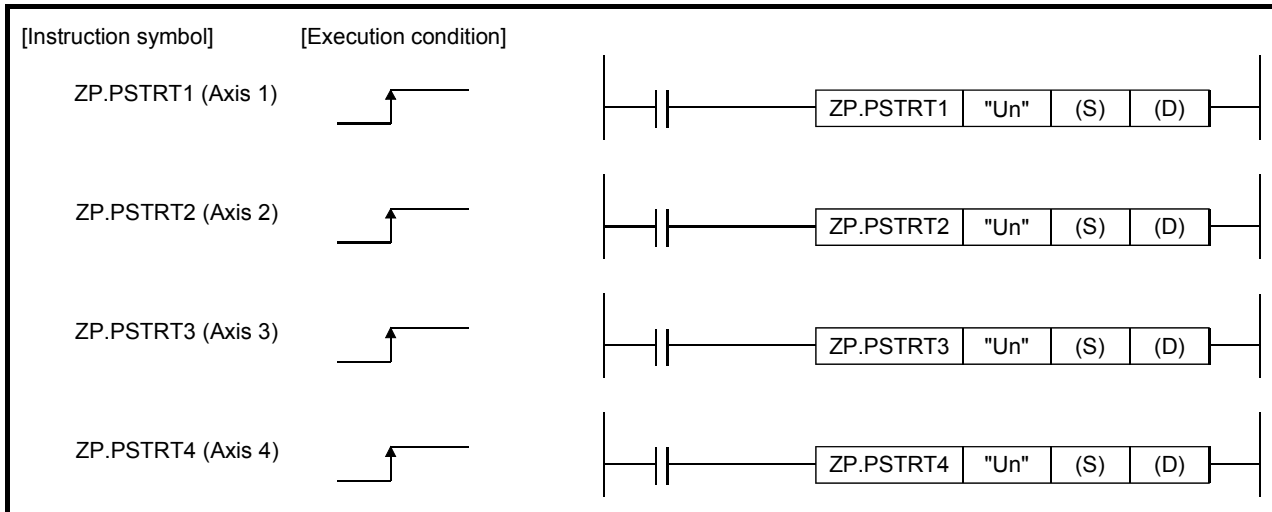 [Instruction symbol] [Execution condition]
ZP.PSTRT1 (Axis 1) ZP.PSTRT1 "Un" (S) (D)
ZP.PSTRT2 (Axis 2) ZP.PSTRT2 "Un" (S) (D)
ZP.PSTRT3 (Axis 3) ZP.PSTRT3 "Un" (S) (D)
ZP.PSTRT4 (Axis 4) ZP.PSTRT4 "Un" (S) (D)